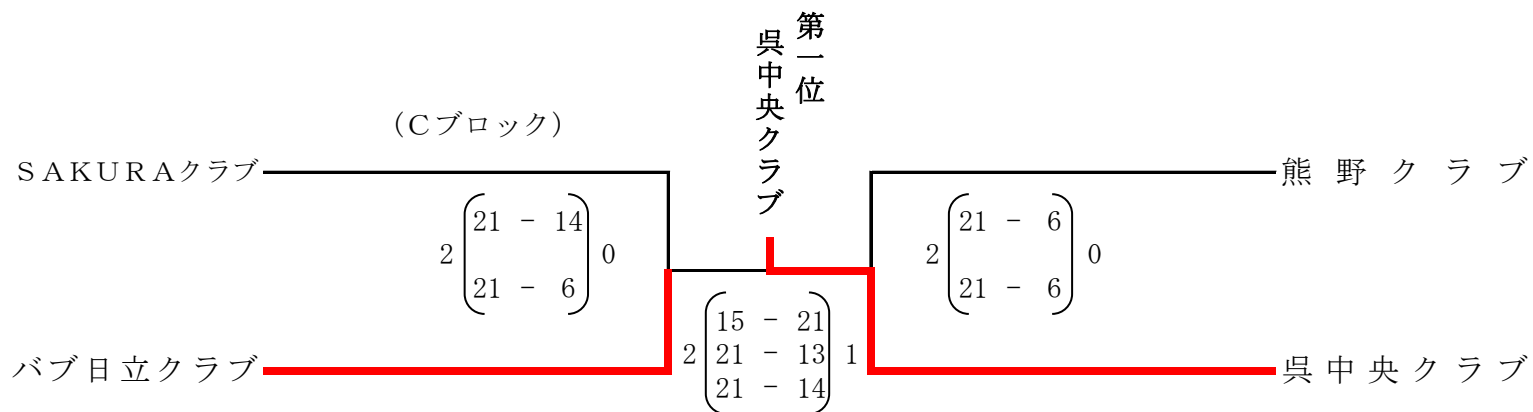 第一位
呉中央クラブ
(Cブロック)
SAKURAクラブ
熊野クラブ
2 21 - 14 0
21 - 6
2 21 - 6 0
21 - 6
15 - 21
2 21 - 13 1
21 - 14
バブ日立クラブ
呉中央クラブ